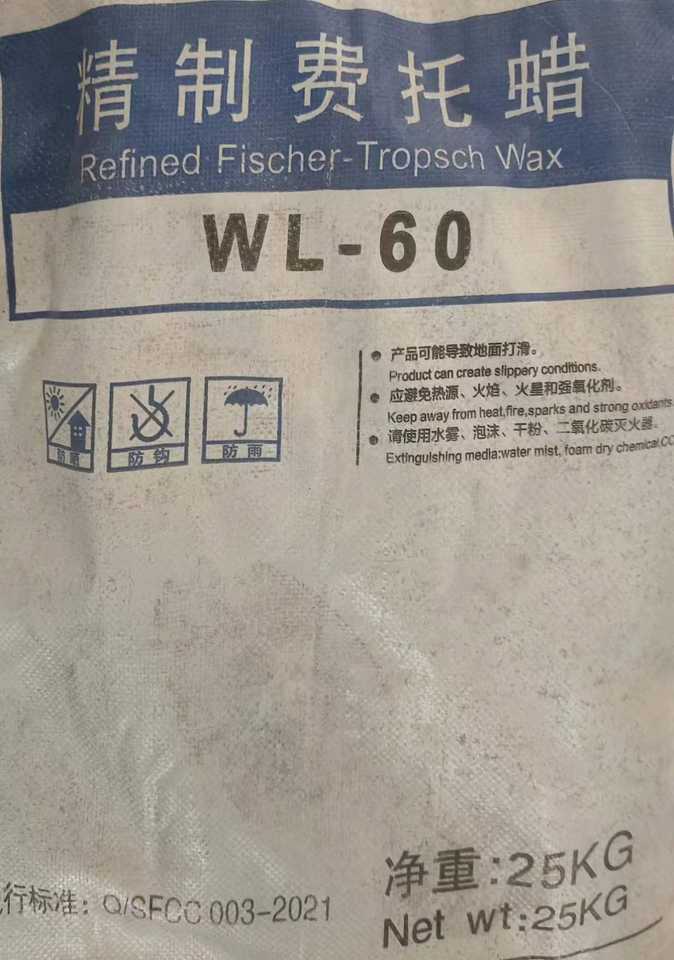 精制费托蜡
Refined Fischer-Tropsch Wax
WL-60
产品可能导致地面打滑。
Product can create slippery conditions.
应避免热源、火焰、火星和强氧化剂。
Keep away from heat,fire,sparks and strong oxidants
请使用水雾、泡沫、干粉、二氧化碳灭火器。
Extinguishing media:water mist, foam dry chemical,CO
防晒
防钩
防雨
净重:25KG
行标准: Q/SFCC 003-2021
Net wt:25KG